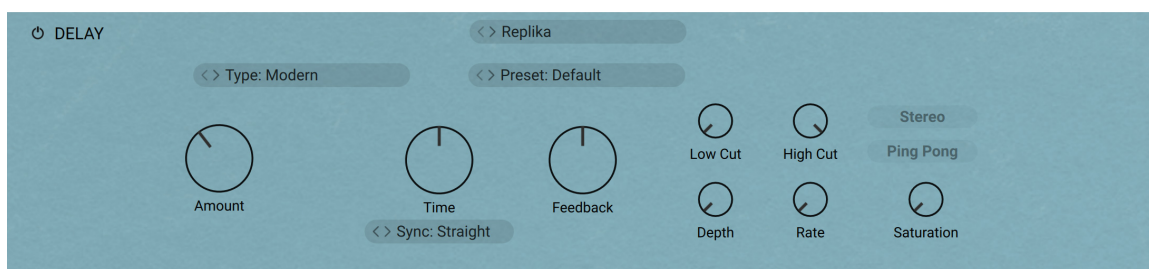 DELAY
Replika
Type: Modern
Preset: Default
Stereo
Ping Pong
Low Cut
High Cut
Amount
Time
Feedback
Sync: Straight
Depth
Rate
Saturation